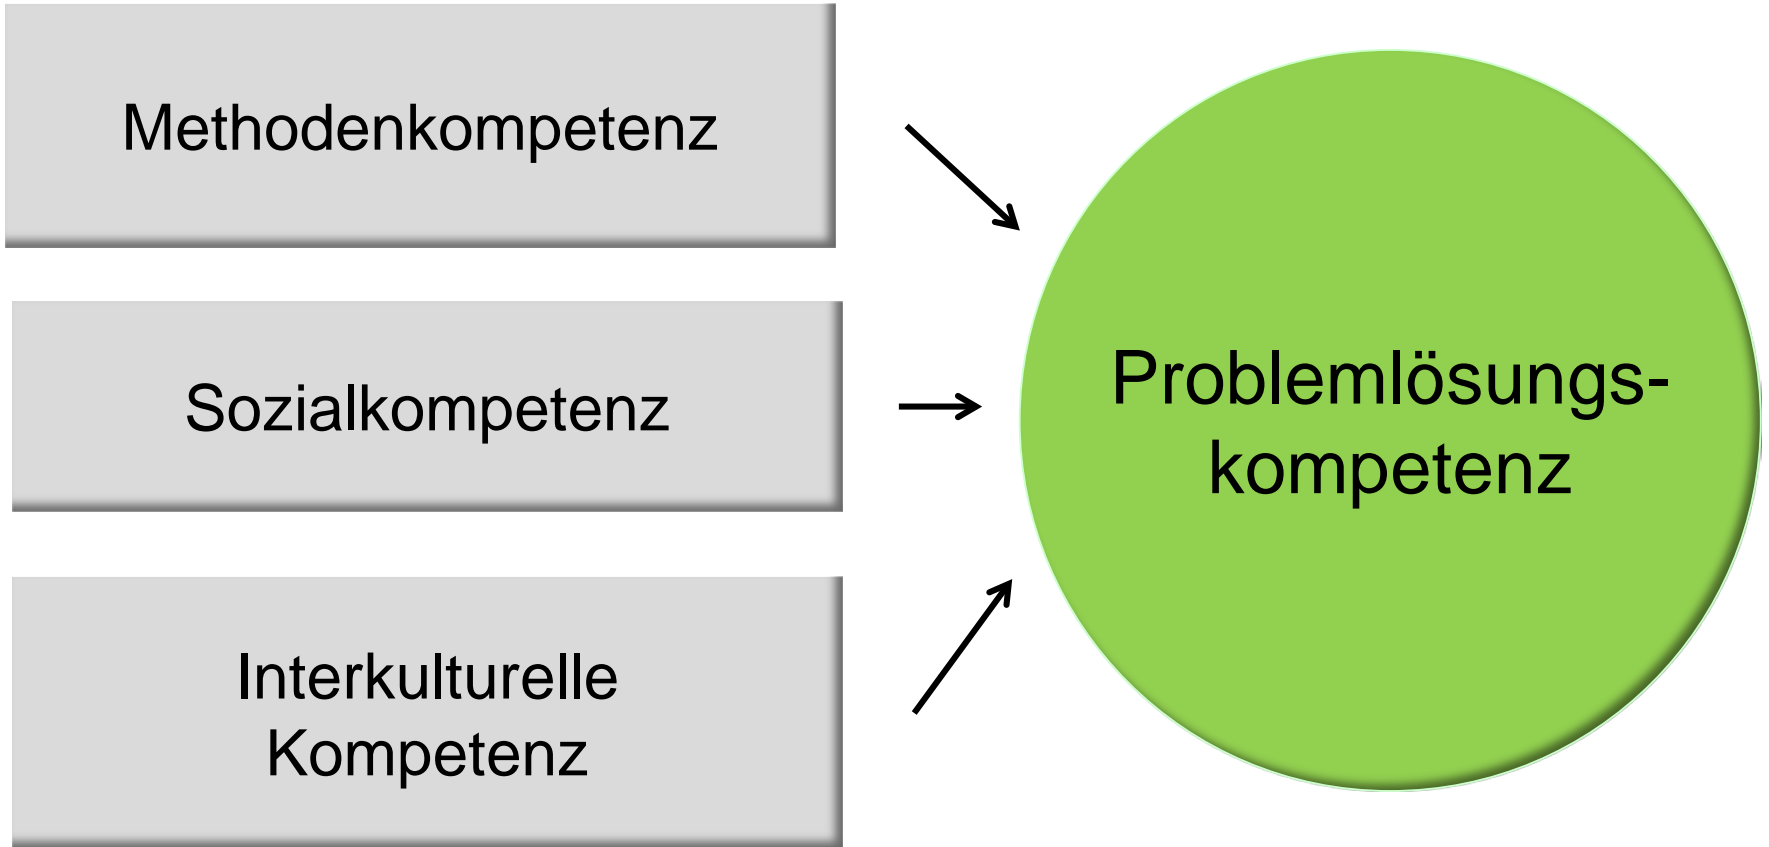 Methodenkompetenz
Sozialkompetenz
Interkulturelle
Kompetenz
Problemlösungs-
kompetenz